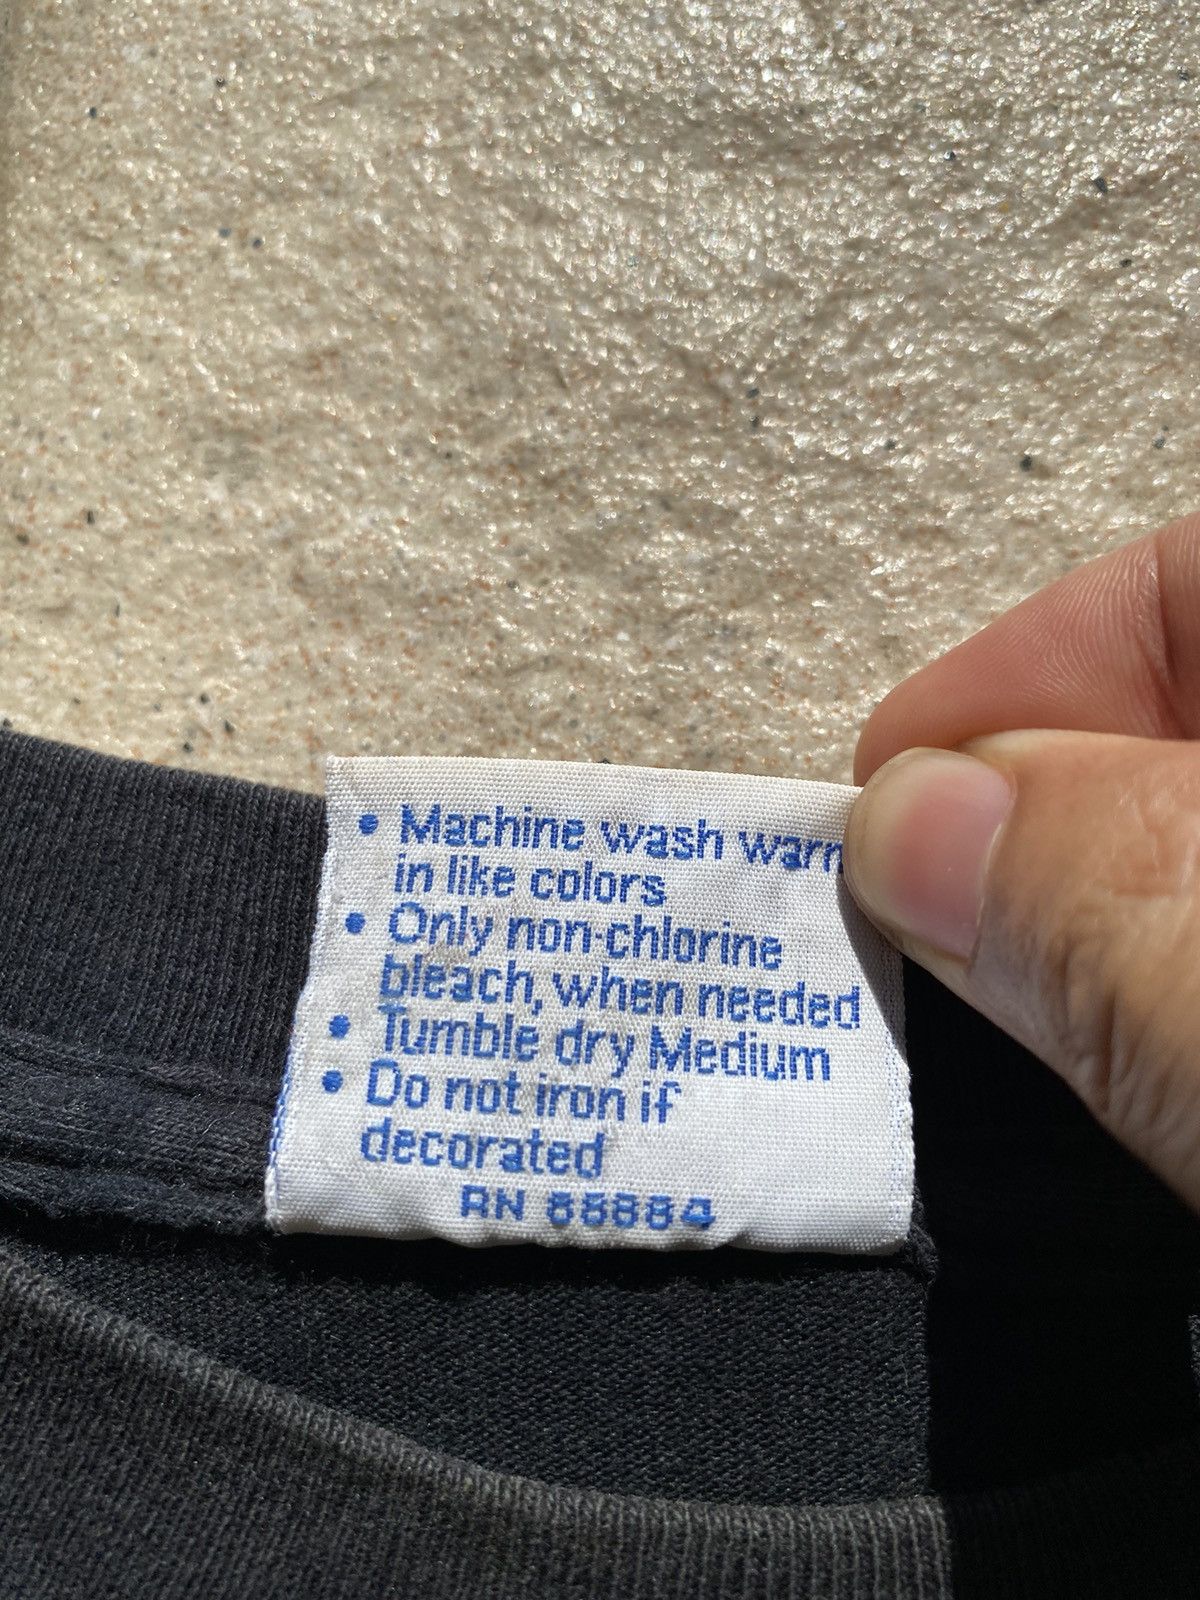 • Machine wash warm
in like colors
• Only non-chlorine
bleach, when needed
• Tumble dry Medium
• Do not iron if
decorated
RN